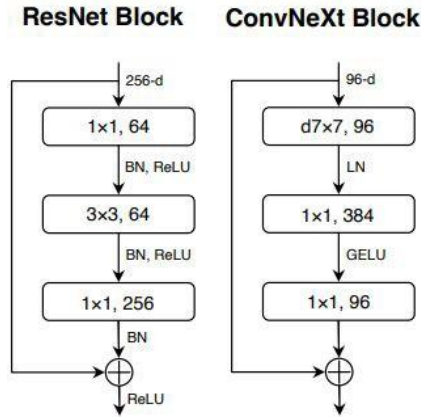 ResNet Block
256-d
1×1, 64
BN, ReLU
3×3, 64
BN, ReLU
1×1, 256
BN
ReLU
ConvNeXt Block
96-d
d7×7, 96
LN
1×1, 384
GELU
1×1, 96